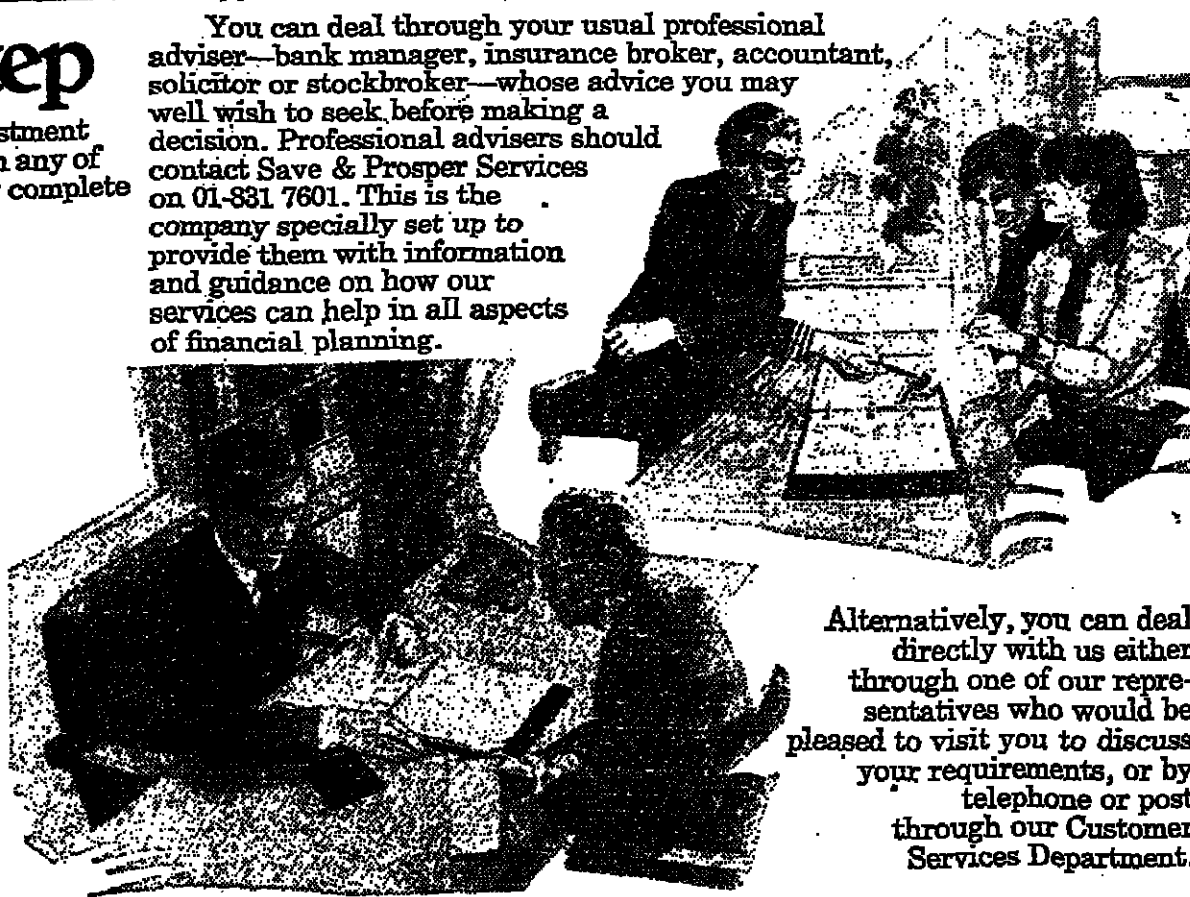 ep
stment
any of
complete
You can deal through your usual professional
adviser—bank manager, insurance broker, accountant,
solicitor or stockbroker—whose advice you may
well wish to seek before making a
decision. Professional advisers should
contact Save & Prosper Services
on 01-831 7601. This is the
company specially set up to
provide them with information
and guidance on how our
services can help in all aspects
of financial planning.
Alternatively, you can deal
directly with us either
through one of our repre-
sentatives who would be
pleased to visit you to discuss
your requirements, or by
telephone or post
through our Customer
Services Department.